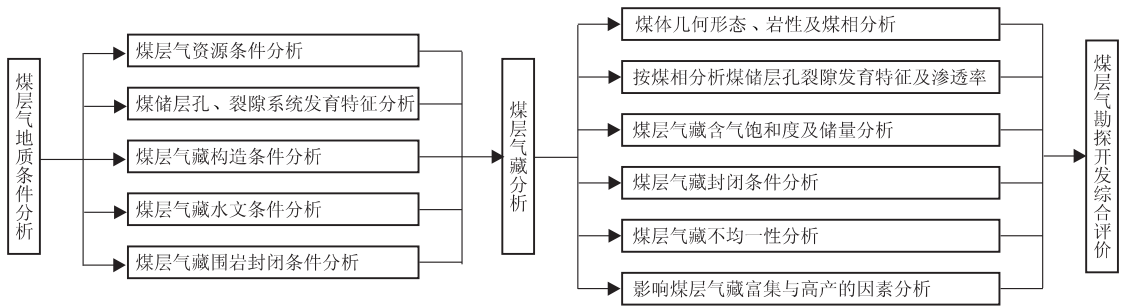 煤层气地质条件分析
煤层气资源条件分析
煤储层孔、裂隙系统发育特征分析
煤层气藏构造条件分析
煤层气藏水文条件分析
煤层气藏围岩封闭条件分析
煤层气藏分析
煤体几何形态、岩性及煤相分析
按煤相分析煤储层孔裂隙发育特征及渗透率
煤层气藏含气饱和度及储量分析
煤层气藏封闭条件分析
煤层气藏不均一性分析
影响煤层气藏富集与高产的因素分析
煤层气勘探开发综合评价